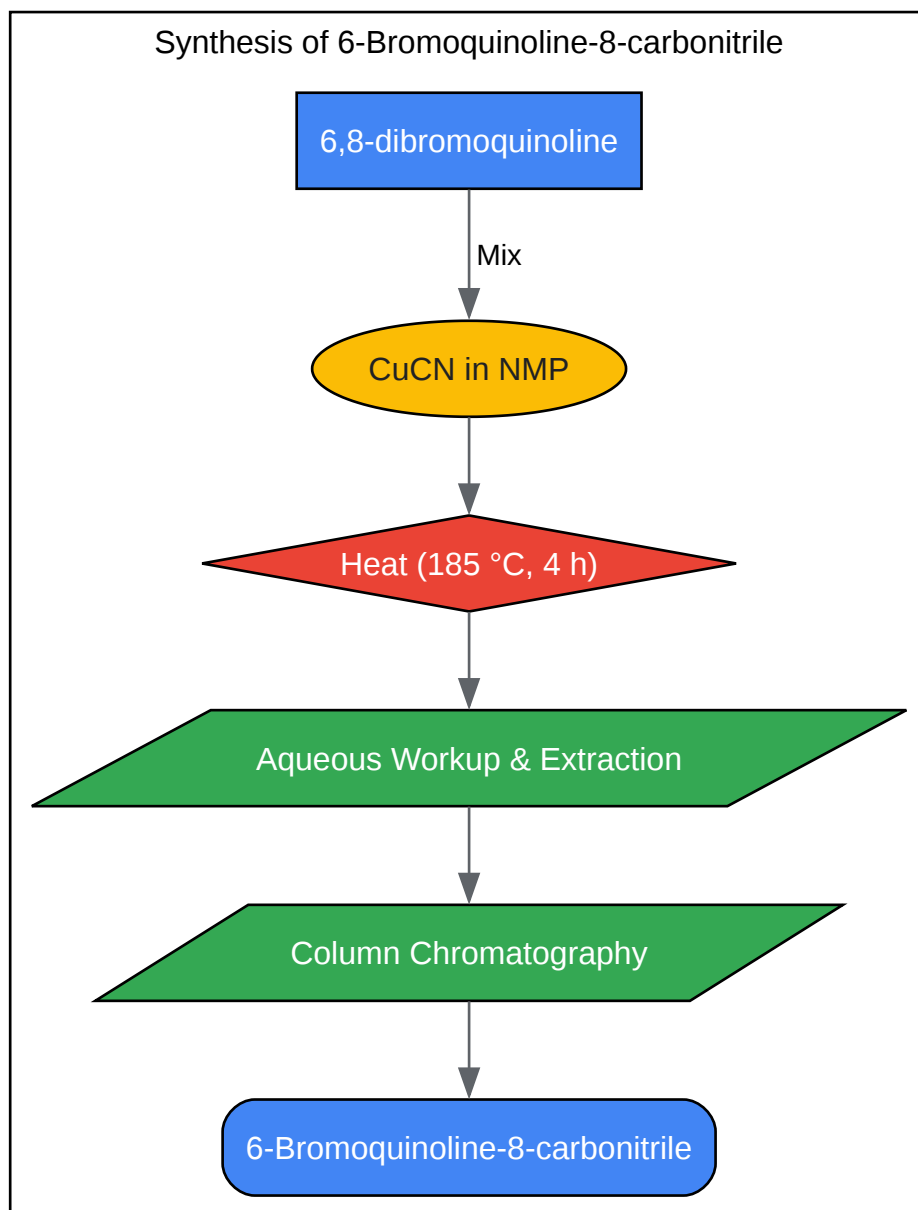 Synthesis of 6-Bromoquinoline-8-carbonitrile
6,8-dibromoquinoline
Mix
CuCN in NMP
Heat (185 °C, 4 h)
Aqueous Workup & Extraction
Column Chromatography
6-Bromoquinoline-8-carbonitrile